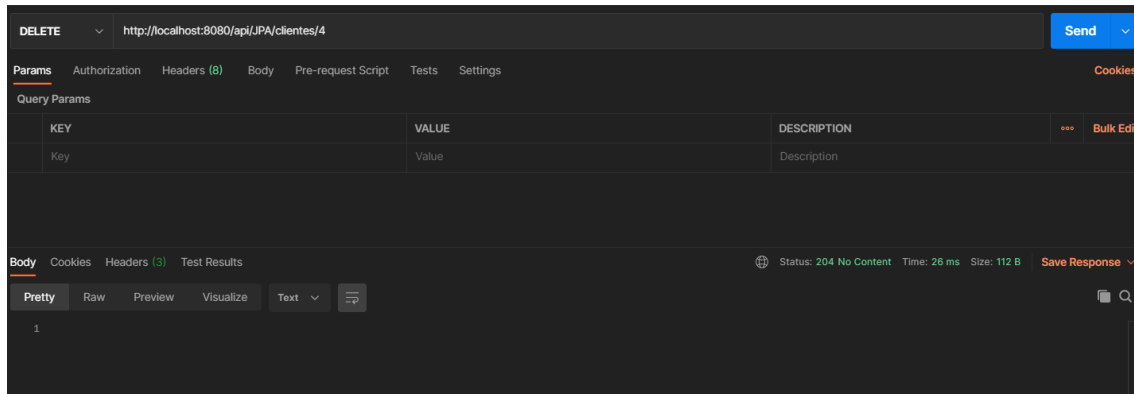 DELETE http://localhost:8080/api/JPA/clientes/4 Send
Params Authorization Headers (8) Body Pre-request Script Tests Settings Cookies
Query Params
KEY VALUE DESCRIPTION Bulk Edi
Key Value Description
Body Cookies Headers (3) Test Results Status: 204 No Content Time: 26 ms Size: 112 B Save Response
Pretty Raw Preview Visualize Text
1